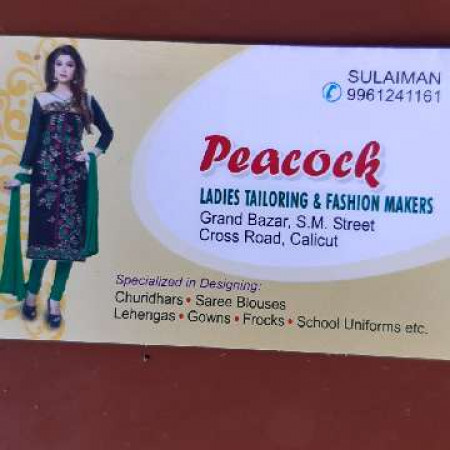 SULAIMAN
9961241161
Peacock
LADIES TAILORING & FASHION MAKERS
Grand Bazar, S.M. Street
Cross Road, Calicut
Specialized in Designing:
Churidhars • Saree Blouses
Lehengas • Gowns • Frocks • School Uniforms etc.